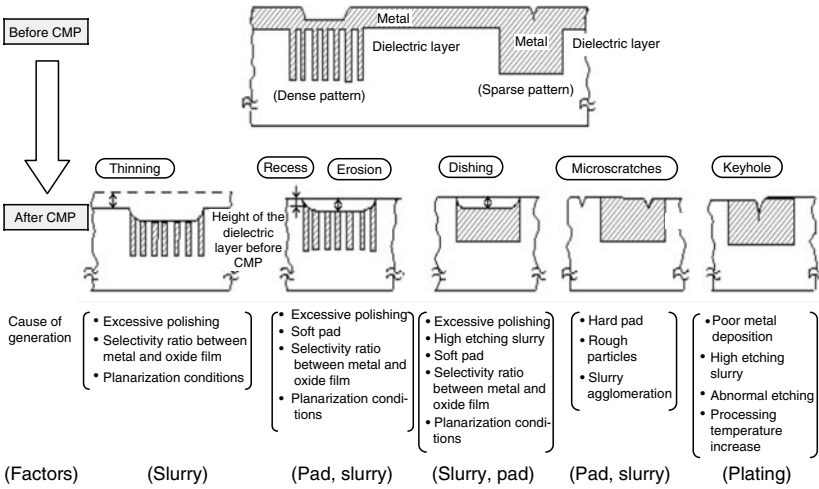 Before CMP
Metal
Dielectric layer
Metal
Dielectric layer
(Dense pattern)
(Sparse pattern)
Thinning
Recess
Erosion
Dishing
Microscratches
Keyhole
After CMP
Height of the
dielectric
layer before
CMP
Cause of
generation
• Excessive polishing
• Selectivity ratio between
metal and oxide film
• Planarization conditions
• Excessive polishing
• Soft pad
• Selectivity ratio
between metal and
oxide film
• Planarization condi-
tions
• Excessive polishing
• High etching slurry
• Soft pad
• Selectivity ratio
between metal and
oxide film
• Planarization condi-
tions
• Hard pad
• Rough
particles
• Slurry
agglomeration
• Poor metal
deposition
• High etching
slurry
• Abnormal etching
• Processing
temperature
increase
(Factors)
(Slurry)
(Pad, slurry)
(Slurry, pad)
(Pad, slurry)
(Plating)